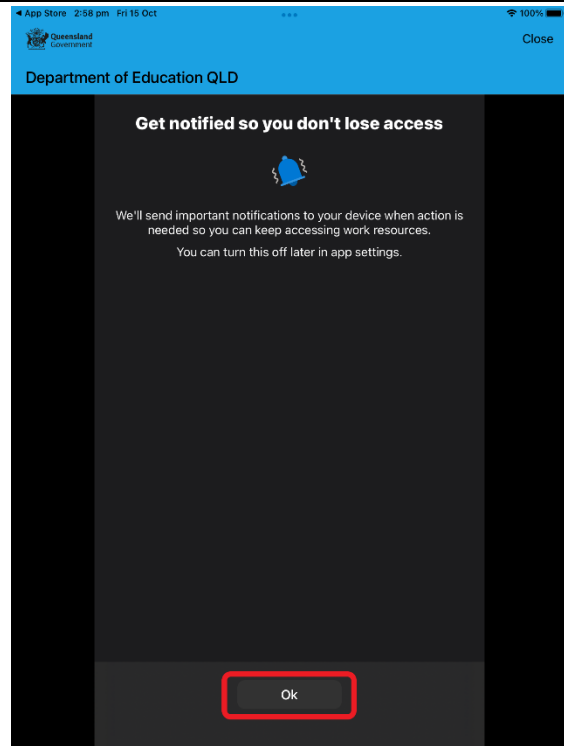 App Store 2:58 pm Fri 15 Oct 100%
Queensland
Government
Close
Department of Education QLD
Get notified so you don't lose access
We'll send important notifications to your device when action is
needed so you can keep accessing work resources.
You can turn this off later in app settings.
Ok